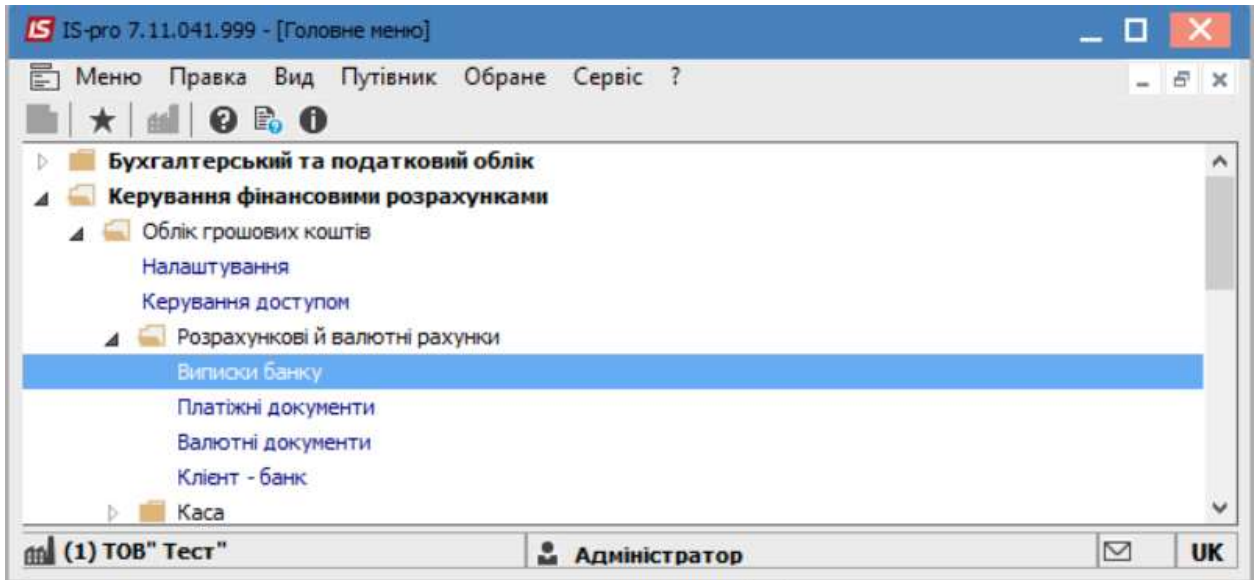 IS IS-pro 7.11.041.999 - [Головне меню]
Меню Правка Вид Путівник Обране Сервіс ?
Бухгалтерський та податковий облік
Керування фінансовими розрахунками
Облік грошових коштів
Налаштування
Керування доступом
Розрахункові й валютні рахунки
Виписки банку
Платіжні документи
Валютні документи
Клієнт - банк
Каса
(1) ТОВ" Тест" Адміністратор UK